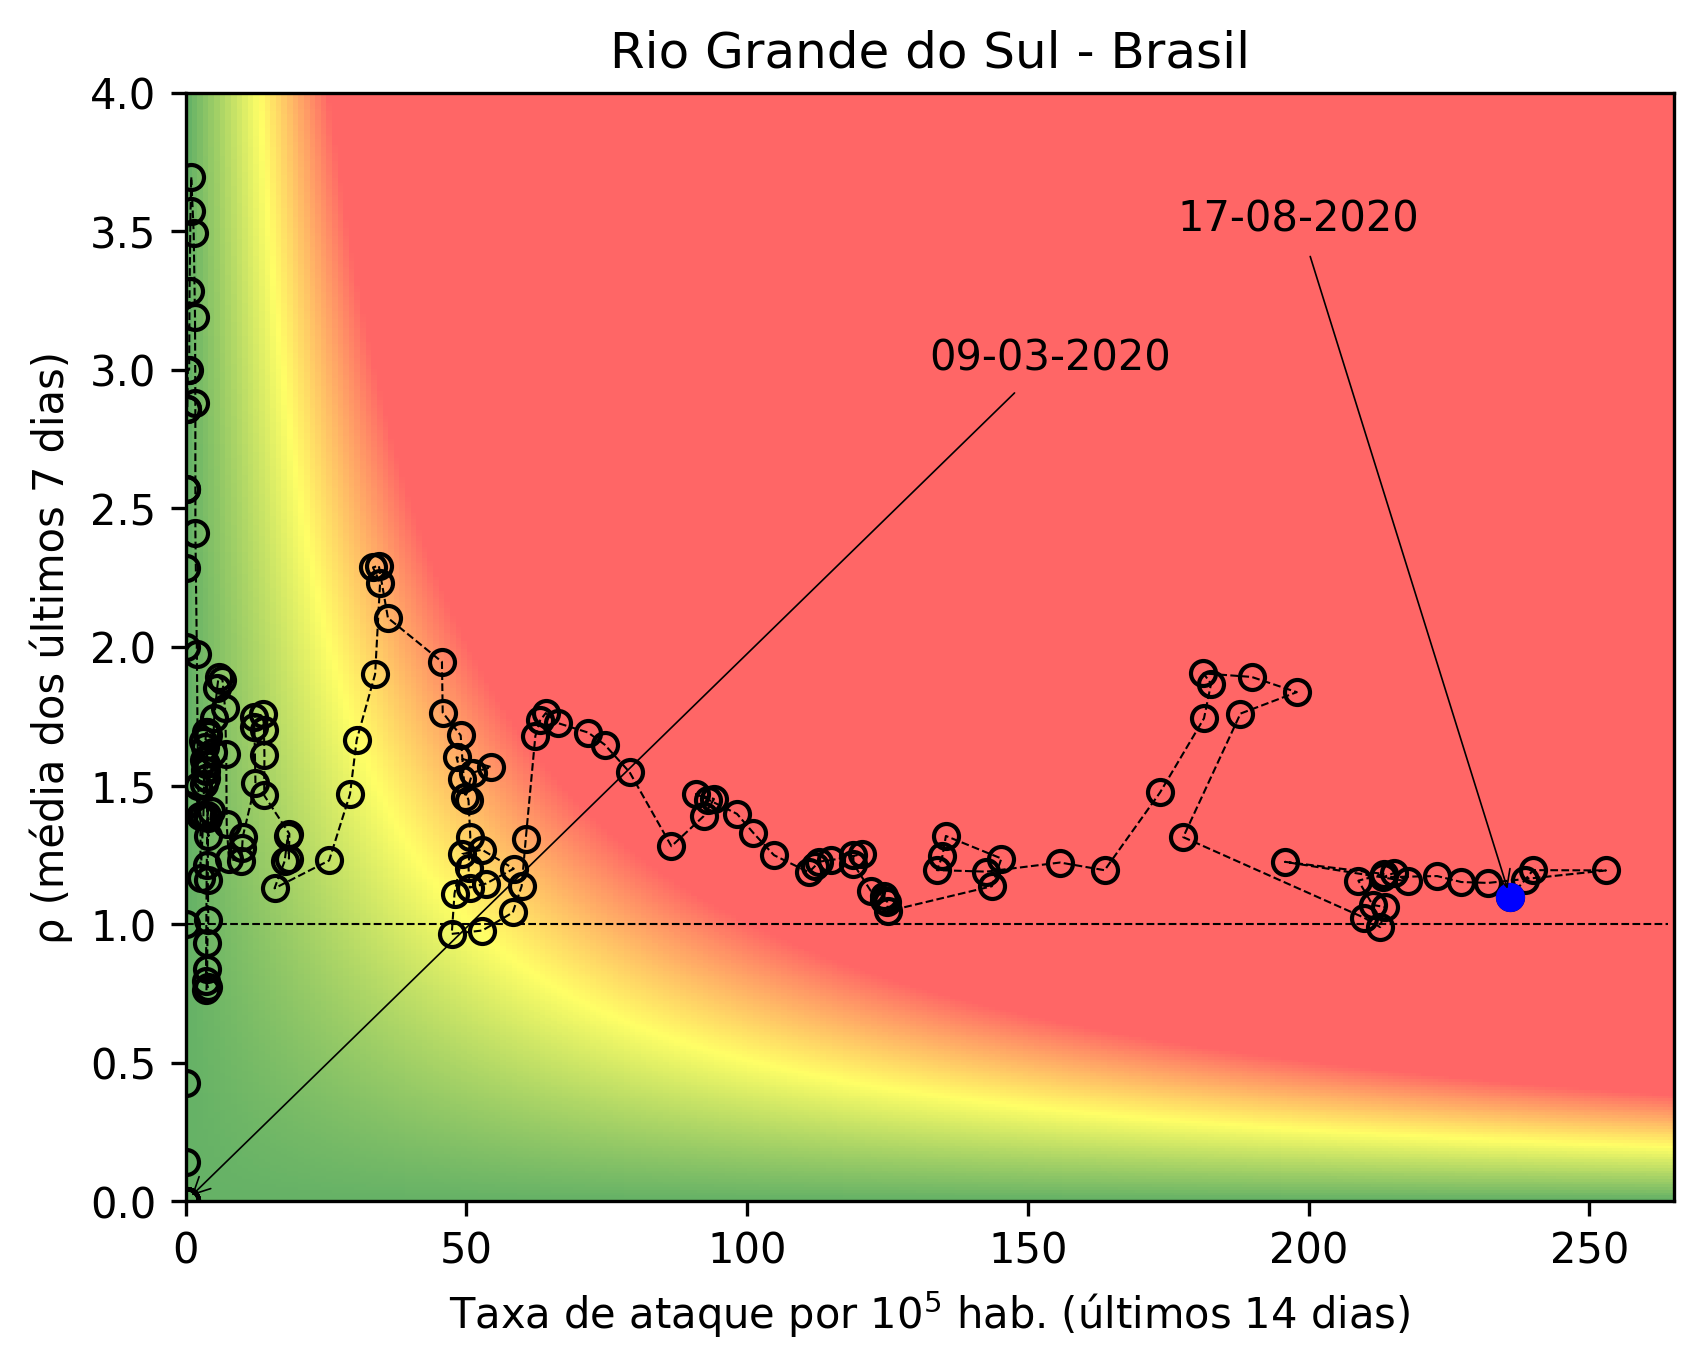 Rio Grande do Sul - Brasil
4.0
3.5
3.0
2.5
2.0
1.5
1.0
0.5
0.0
ρ (média dos últimos 7 dias)
17-08-2020
09-03-2020
0 50 100 150 200 250
Taxa de ataque por 10⁵ hab. (últimos 14 dias)